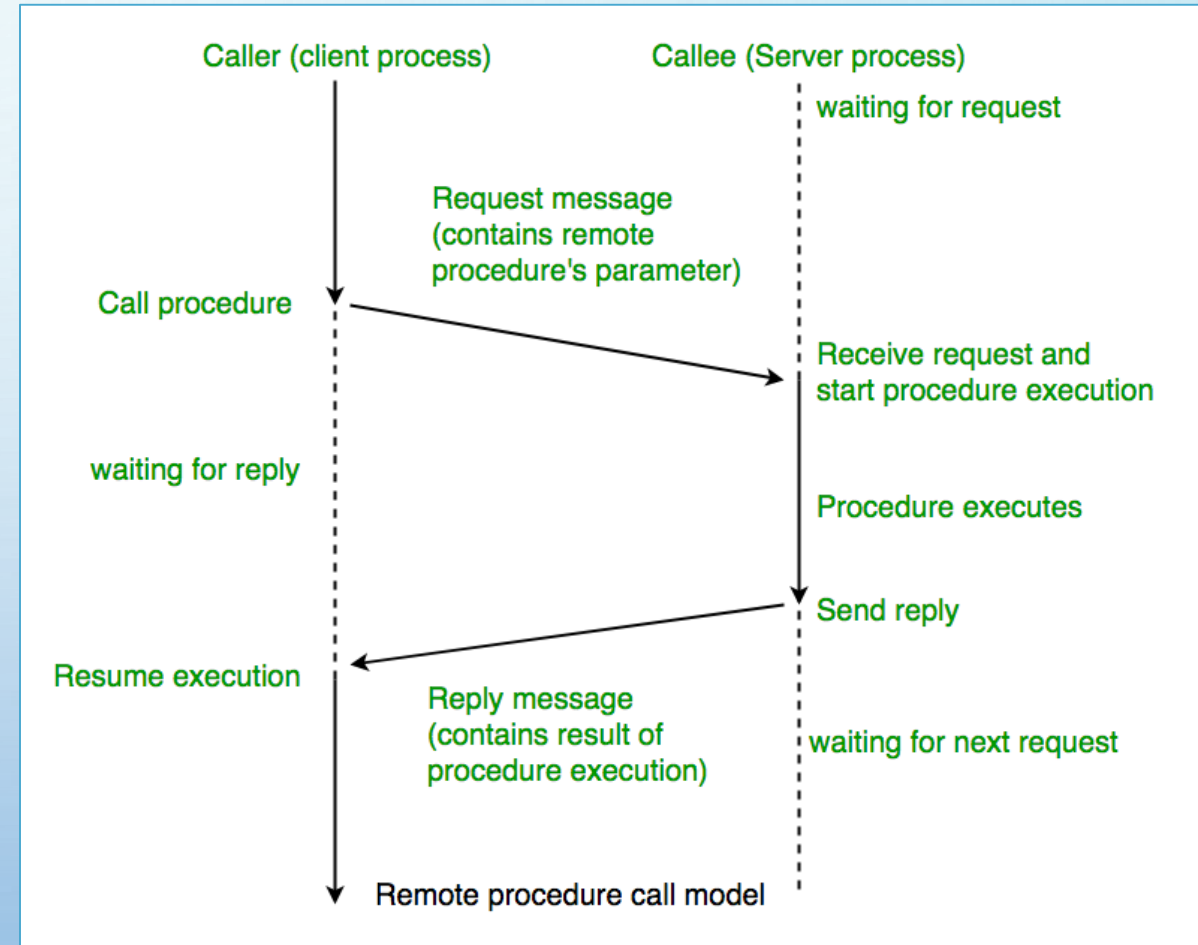 Caller (client process)
Callee (Server process)
waiting for request
Request message
(contains remote
procedure's parameter)
Call procedure
Receive request and
start procedure execution
waiting for reply
Procedure executes
Send reply
Resume execution
Reply message
(contains result of
procedure execution)
waiting for next request
Remote procedure call model